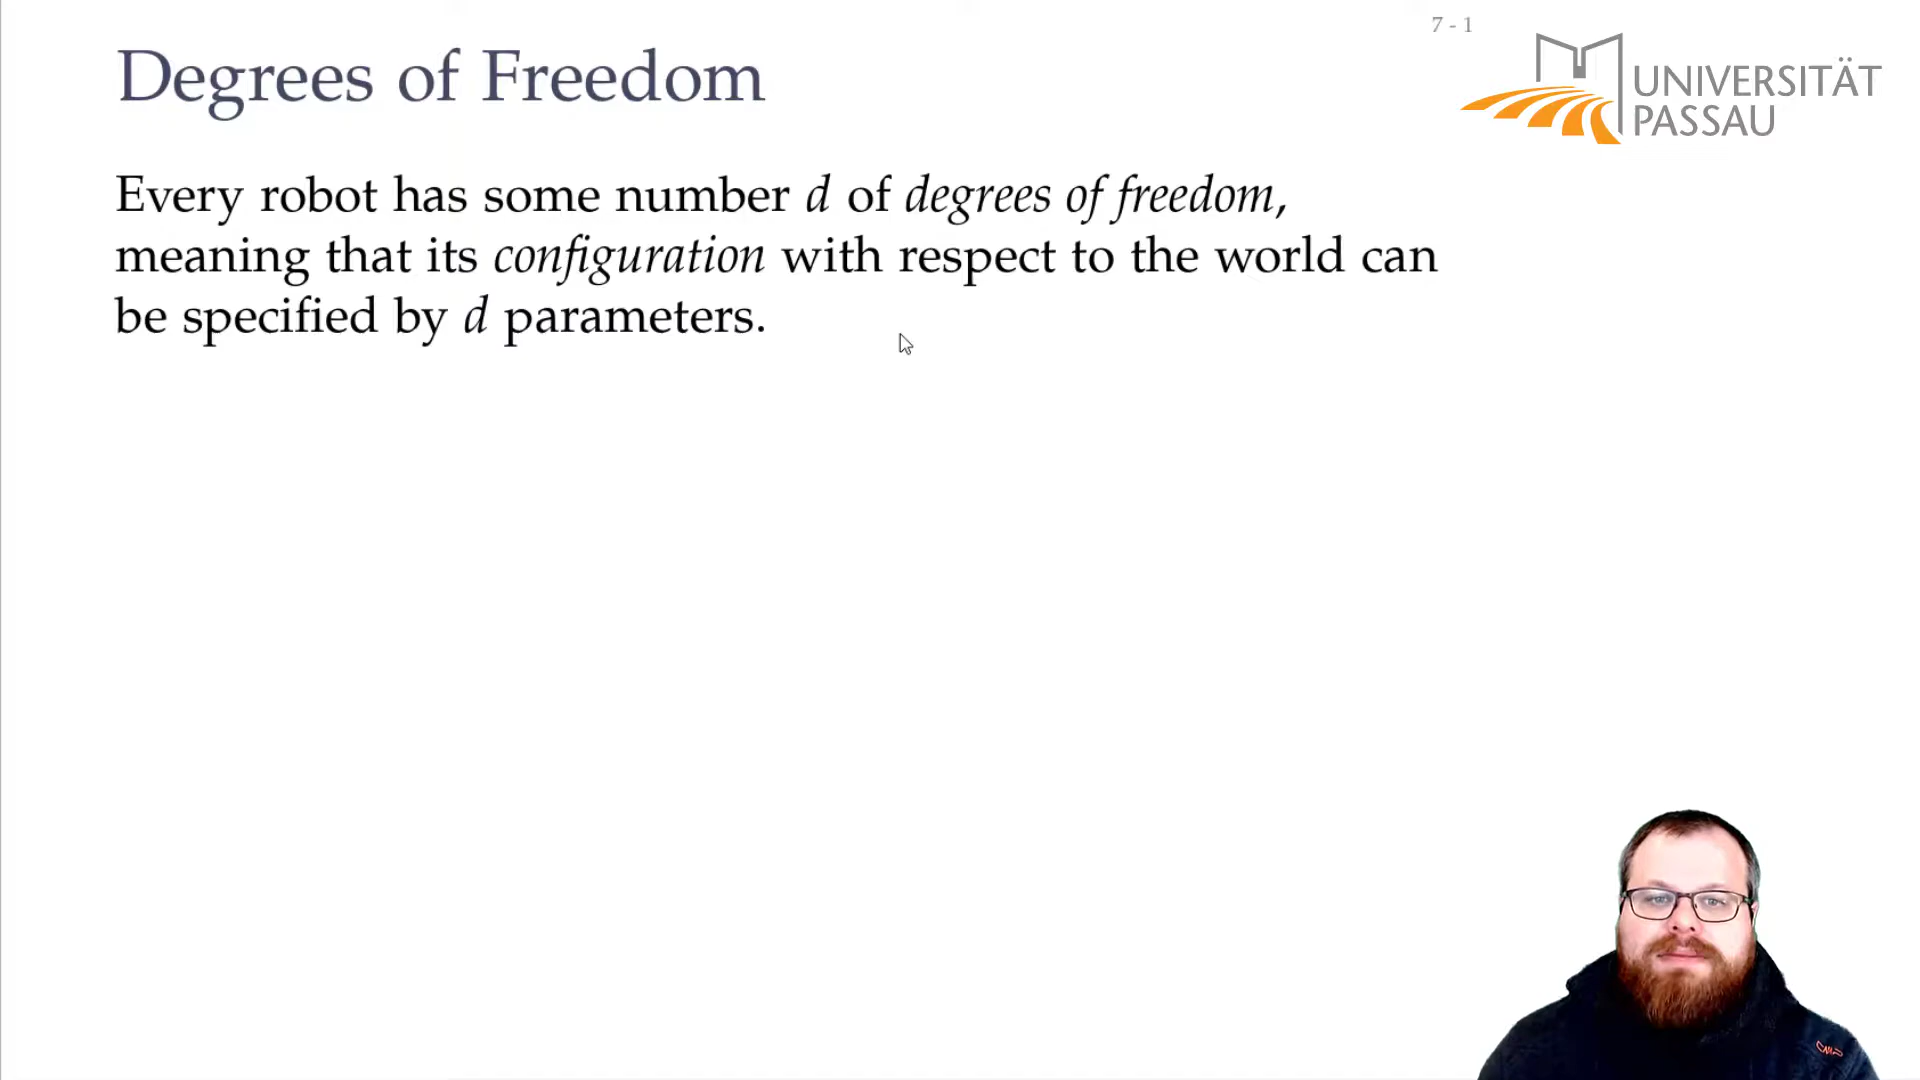 7 - 1
Degrees of Freedom
UNIVERSITÄT
PASSAU
Every robot has some number d of degrees of freedom,
meaning that its configuration with respect to the world can
be specified by d parameters.
CMP